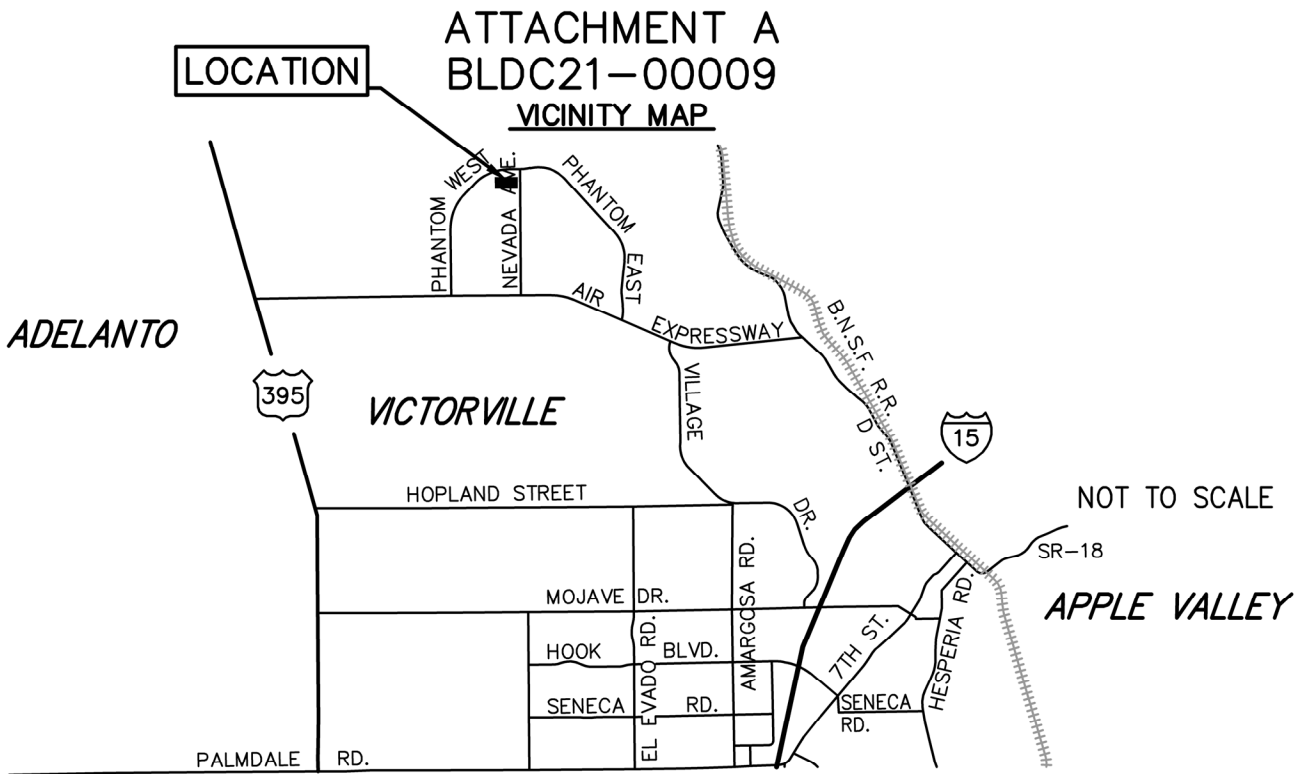 ATTACHMENT A
BLDC21-00009
VICINITY MAP
LOCATION
PHANTOM WEST
NEVADA AVE.
PHANTOM EAST
AIR EXPRESSWAY
B.N.S.F. R.R.
D ST.
ADELANTO
395
VICTORVILLE
VILLAGE DR.
15
HOPLAND STREET
NOT TO SCALE
SR-18
MOJAVE DR.
AMARGOSA RD.
APPLE VALLEY
HOOK BLVD.
EL EVADO RD.
7TH ST.
HESPERIA RD.
SENECA RD.
SENECA
RD.
PALMDALE RD.